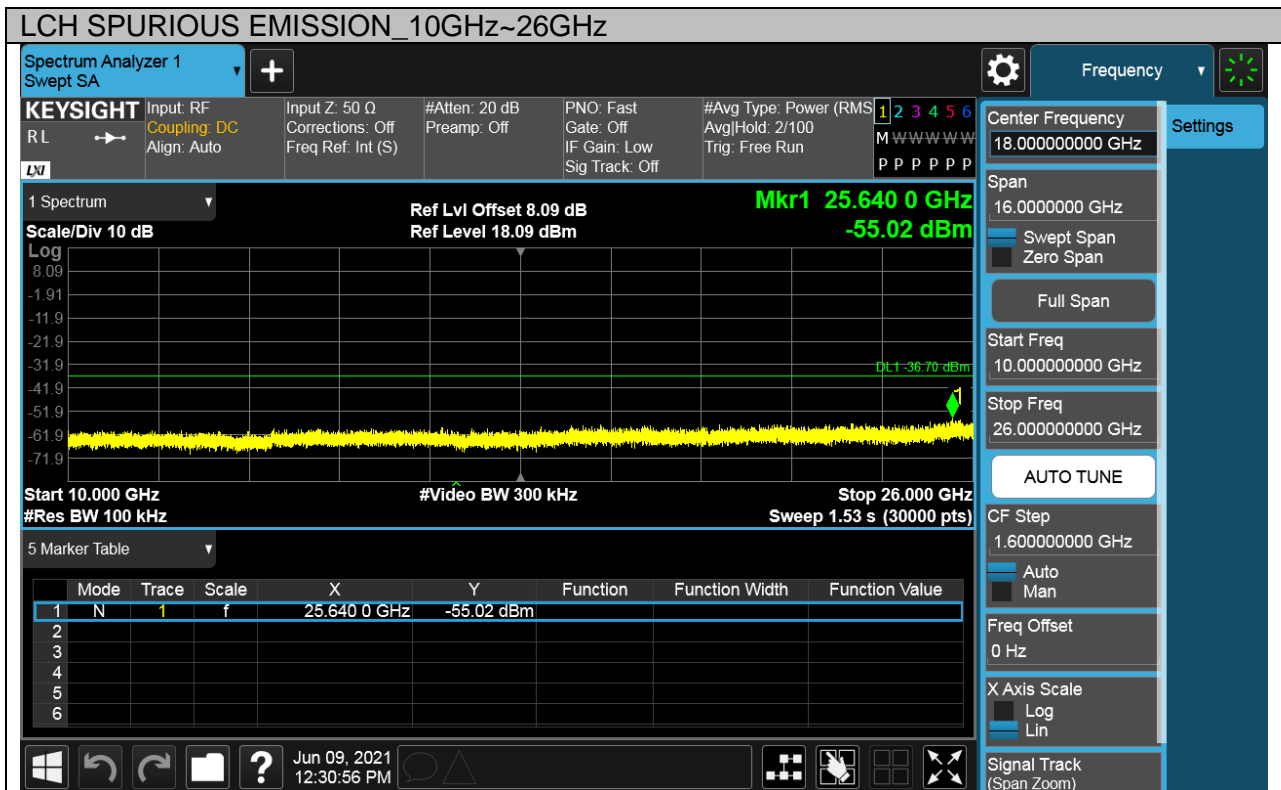 LCH SPURIOUS EMISSION_10GHz~26GHz
Spectrum Analyzer 1
Swept SA
Frequency
KEYSIGHT
RL
LXI
Input: RF
Coupling: DC
Align: Auto
Input Z: 50 Ω
Corrections: Off
Freq Ref: Int (S)
#Atten: 20 dB
Preamp: Off
PNO: Fast
Gate: Off
IF Gain: Low
Sig Track: Off
#Avg Type: Power (RMS
Avg|Hold: 2/100
Trig: Free Run
1 2 3 4 5 6
M W W W W W
P P P P P P
1 Spectrum
Scale/Div 10 dB
Ref Lvl Offset 8.09 dB
Ref Level 18.09 dBm
Mkr1 25.640 0 GHz
-55.02 dBm
Log
8.09
-1.91
-11.9
-21.9
-31.9
-41.9
-51.9
-61.9
-71.9
DL1 -36.70 dBm
1
Start 10.000 GHz
#Res BW 100 kHz
#Video BW 300 kHz
Stop 26.000 GHz
Sweep 1.53 s (30000 pts)
5 Marker Table
Mode Trace Scale X Y Function Function Width Function Value
1 N 1 f 25.640 0 GHz -55.02 dBm
2
3
4
5
6
?
Jun 09, 2021
12:30:56 PM
Center Frequency
18.000000000 GHz
Settings
Span
16.0000000 GHz
Swept Span
Zero Span
Full Span
Start Freq
10.000000000 GHz
Stop Freq
26.000000000 GHz
AUTO TUNE
CF Step
1.600000000 GHz
Auto
Man
Freq Offset
0 Hz
X Axis Scale
Log
Lin
Signal Track
(Span Zoom)